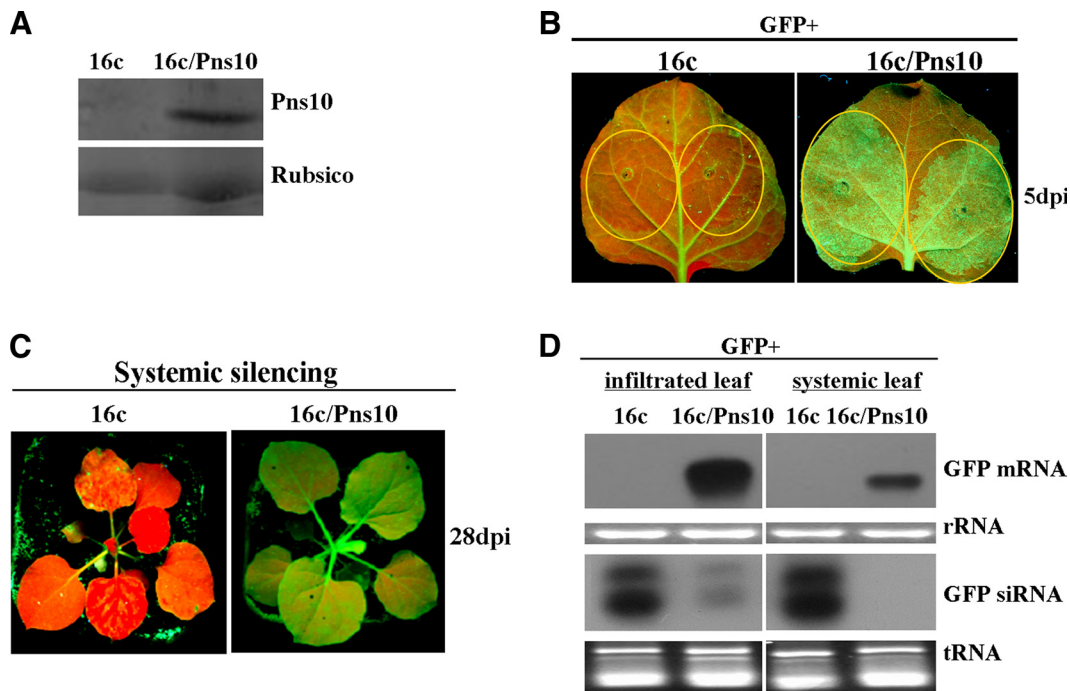 A
16c 16c/Pns10
Pns10
Rubsico
B
GFP+
16c 16c/Pns10
5dpi
C
Systemic silencing
16c 16c/Pns10
28dpi
D
GFP+
infiltrated leaf systemic leaf
16c 16c/Pns10 16c 16c/Pns10
GFP mRNA
rRNA
GFP siRNA
tRNA